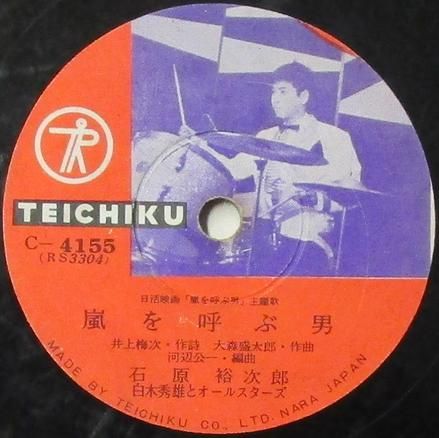 TEICHIKU
C-4155
(RS3304)
日活映画「嵐を呼ぶ男」主題歌
嵐を呼ぶ男
井上梅次・作詩 大森盛太郎・作曲
河辺公一・編曲
石原裕次郎
白木秀雄とオールスターズ
MADE BY TEICHIKU CO., LTD. NARA JAPAN